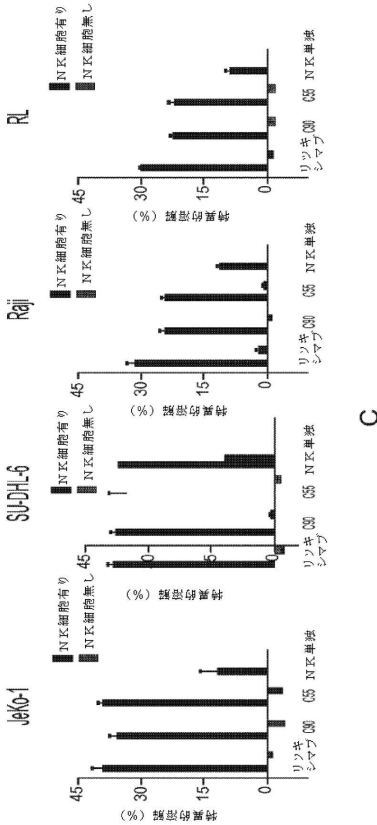 JeKo-1
NK細胞有り
NK細胞無し
特異的溶解(%)
45
30
15
0
リツキシマブ
C90
C55
NK単独
SU-DHL-6
NK細胞有り
NK細胞無し
特異的溶解(%)
45
30
15
0
リツキシマブ
C90
C55
NK単独
Raji
NK細胞有り
NK細胞無し
特異的溶解(%)
45
30
15
0
リツキシマブ
C90
C55
NK単独
RL
NK細胞有り
NK細胞無し
特異的溶解(%)
45
30
15
0
リツキシマブ
C90
C55
NK単独
C